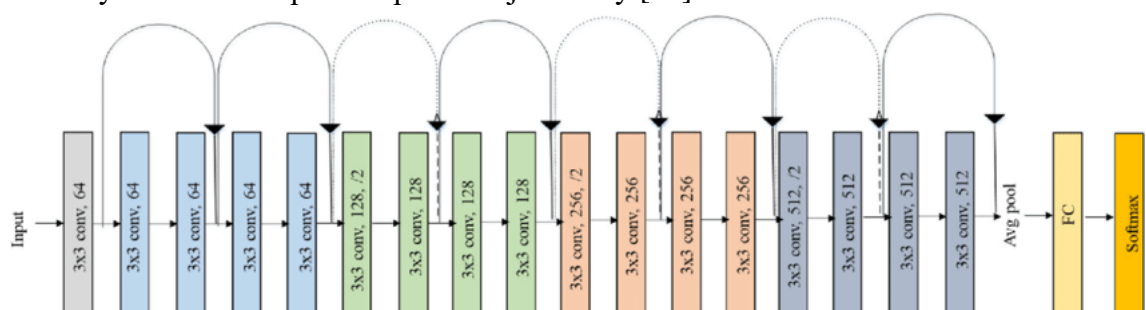 Input
3x3 conv, 64
3x3 conv, 64
3x3 conv, 64
3x3 conv, 64
3x3 conv, 64
3x3 conv, 128, /2
3x3 conv, 128
3x3 conv, 128
3x3 conv, 128
3x3 conv, 256, /2
3x3 conv, 256
3x3 conv, 256
3x3 conv, 256
3x3 conv, 512, /2
3x3 conv, 512
3x3 conv, 512
3x3 conv, 512
Avg pool
FC
Softmax